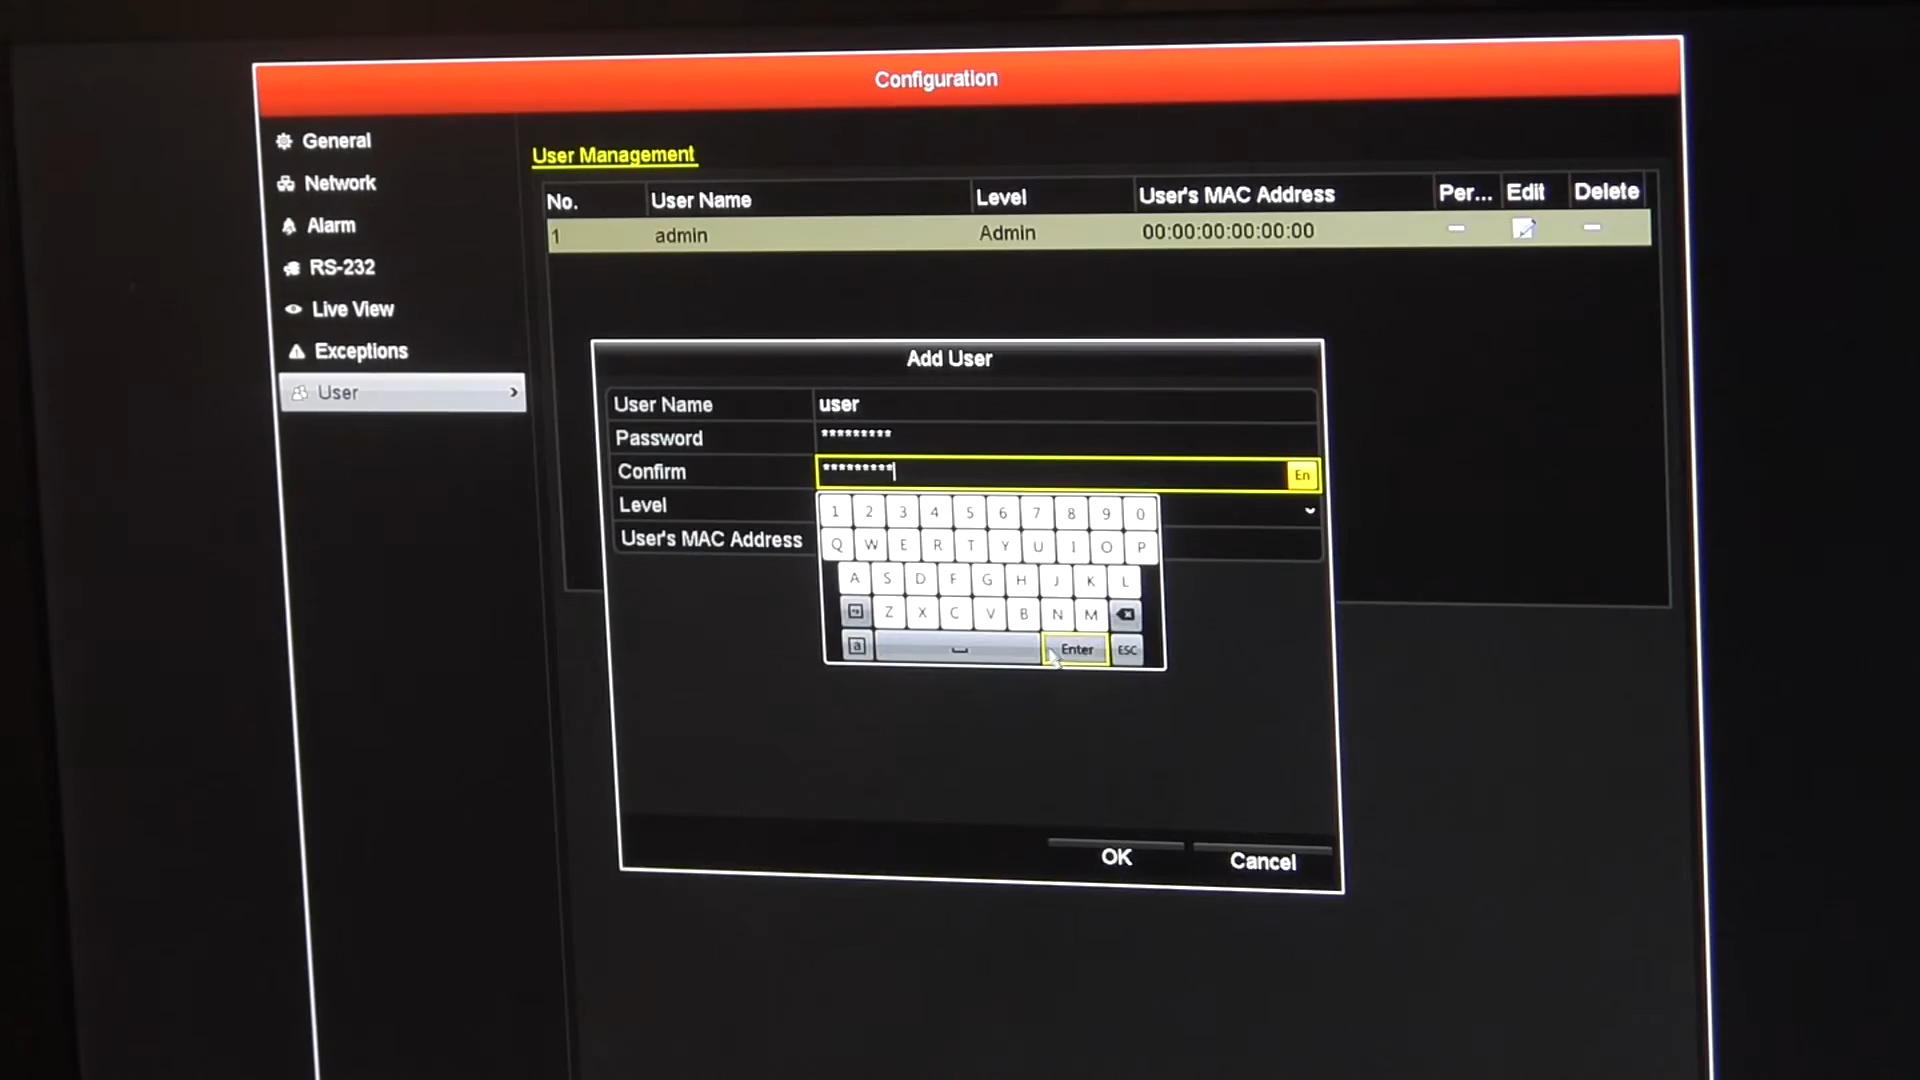 Configuration
General
Network
Alarm
RS-232
Live View
Exceptions
User
User Management
No. User Name Level User's MAC Address Per... Edit Delete
1 admin Admin 00:00:00:00:00:00
Add User
User Name user
Password *********
Confirm ********* En
Level
User's MAC Address
1 2 3 4 5 6 7 8 9 0
Q W E R T Y U I O P
A S D F G H J K L
Z X C V B N M
a Enter ESC
OK Cancel